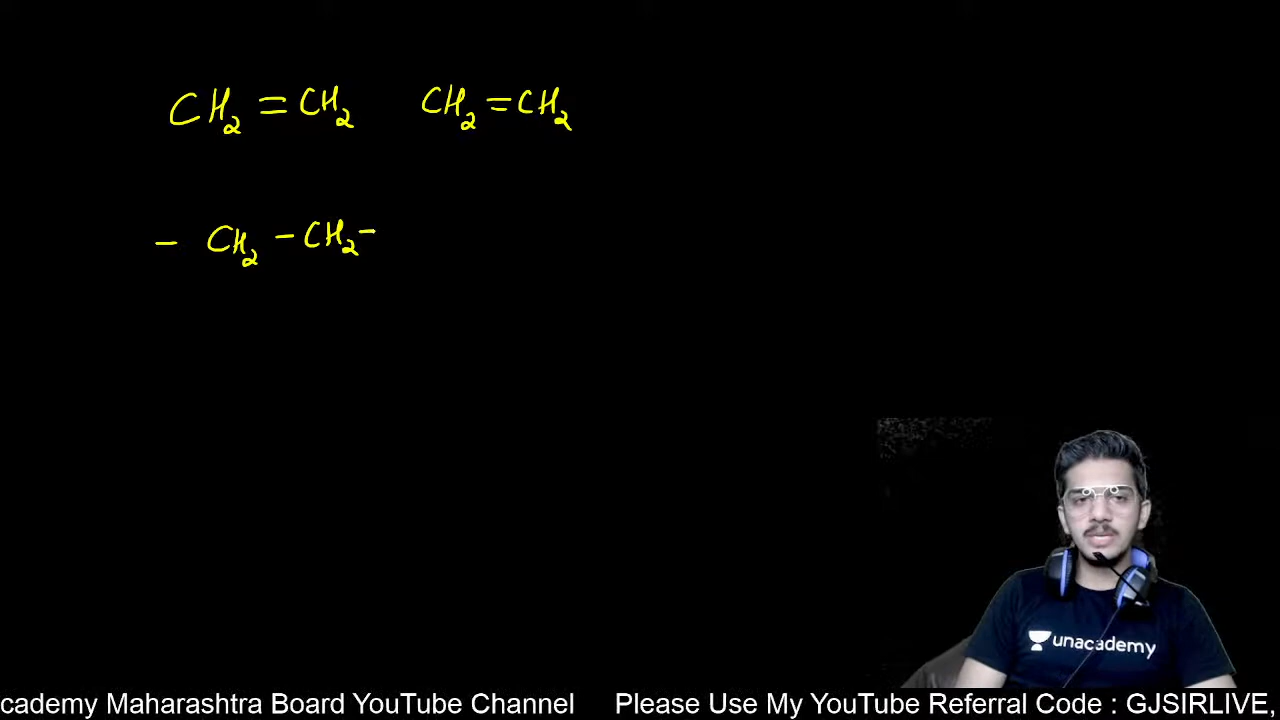 CH₂ = CH₂ CH₂ = CH₂
– CH₂ – CH₂ –
unacademy
cademy Maharashtra Board YouTube Channel Please Use My YouTube Referral Code : GJSIRLIVE,